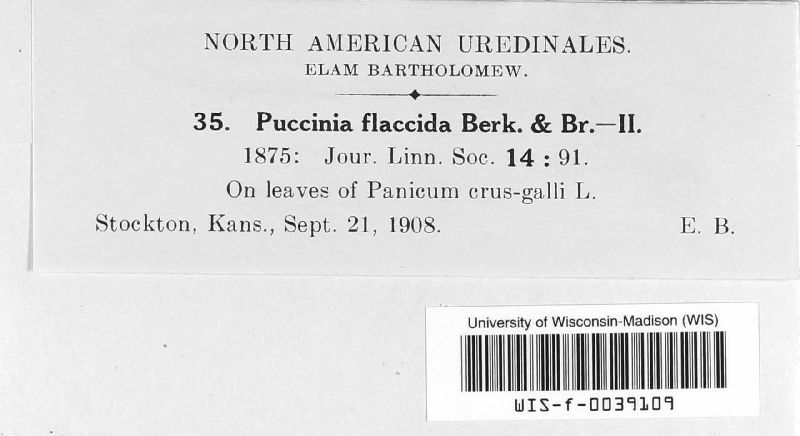 NORTH AMERICAN UREDINALES.
ELAM BARTHOLOMEW.
35. Puccinia flaccida Berk. & Br.—II.
1875: Jour. Linn. Soc. 14 : 91.
On leaves of Panicum crus-galli L.
Stockton, Kans., Sept. 21, 1908. E. B.
University of Wisconsin-Madison (WIS)
WIS-f-0039109